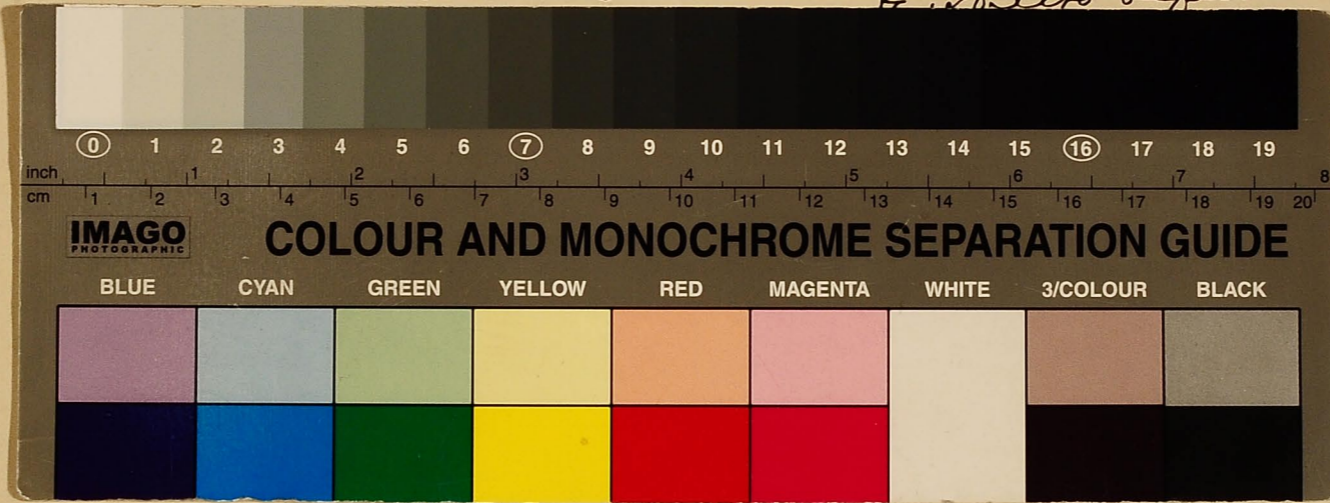 0 1 2 3 4 5 6 7 8 9 10 11 12 13 14 15 16 17 18 19
inch 1 2 3 4 5 6 7 8
cm 1 2 3 4 5 6 7 8 9 10 11 12 13 14 15 16 17 18 19 20
IMAGO
PHOTOGRAPHIC
COLOUR AND MONOCHROME SEPARATION GUIDE
BLUE CYAN GREEN YELLOW RED MAGENTA WHITE 3/COLOUR BLACK